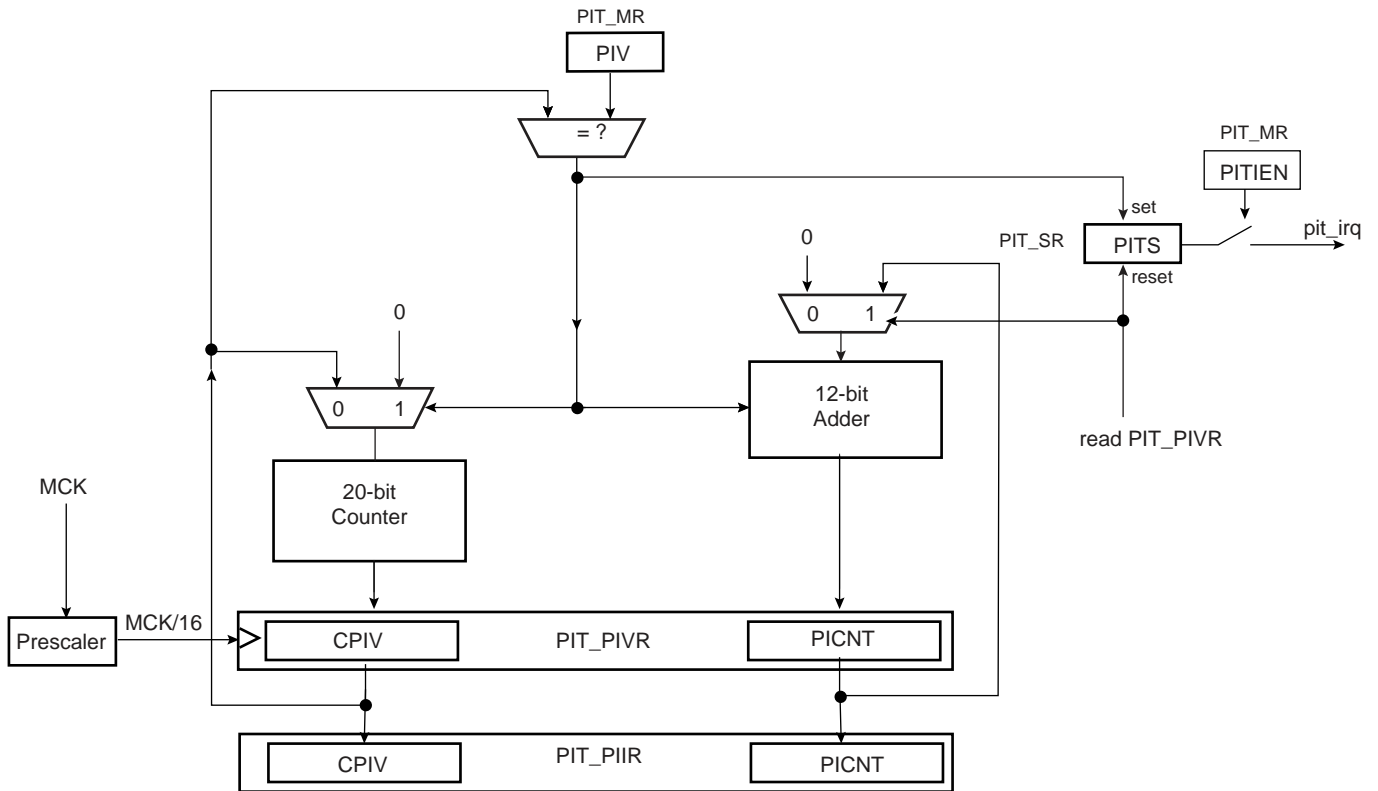 PIT_MR
PIV
= ?
PIT_MR
PITIEN
set
0
PIT_SR
PITS
pit_irq
reset
0 1
0
0 1
12-bit
Adder
read PIT_PIVR
MCK
20-bit
Counter
MCK/16
Prescaler
CPIV
PIT_PIVR
PICNT
CPIV
PIT_PIIR
PICNT